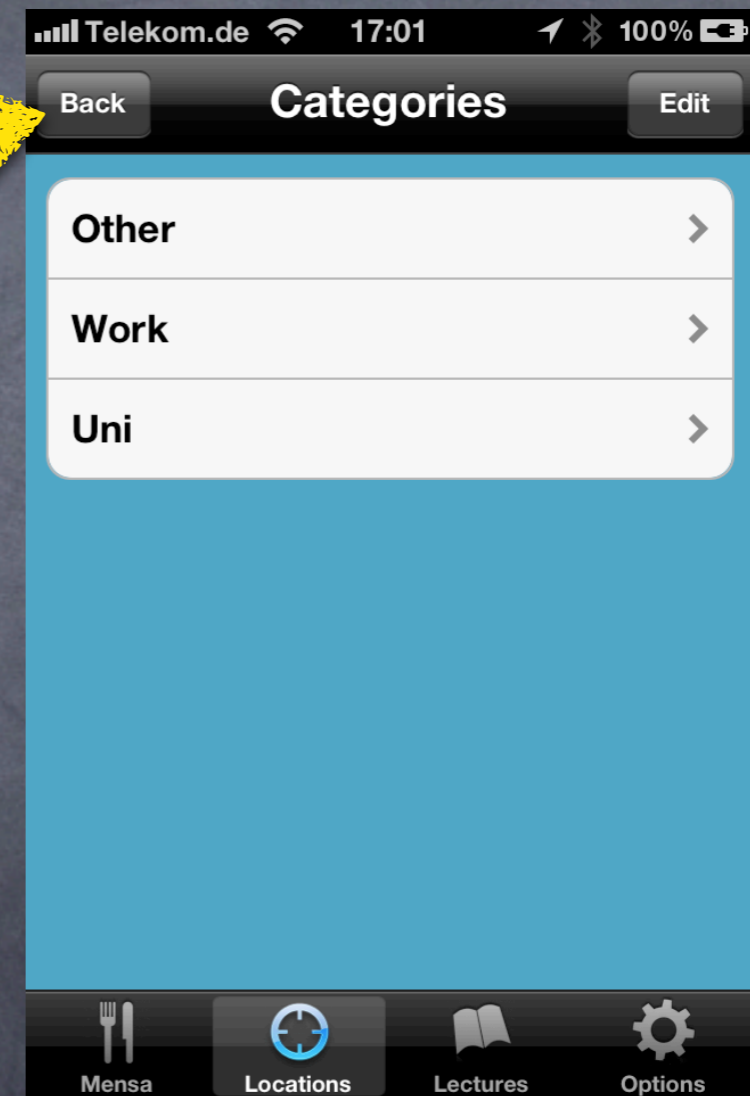 Telekom.de 17:01 100%
Back Categories Edit
Other
Work
Uni
Mensa Locations Lectures Options